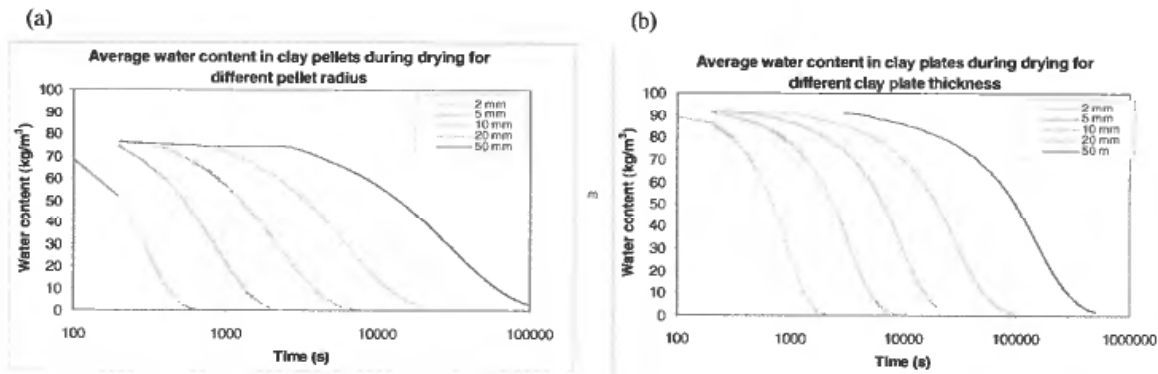 (a)
Average water content in clay pellets during drying for
different pellet radius
Water content (kg/m³)
100
90
80
70
60
50
40
30
20
10
0
2 mm
5 mm
10 mm
20 mm
50 mm
100
1000
10000
100000
Time (s)
(b)
Average water content in clay plates during drying for
different clay plate thickness
Water content (kg/m³)
100
90
80
70
60
50
40
30
20
10
0
2 mm
5 mm
10 mm
20 mm
50 m
100
1000
10000
100000
1000000
Time (s)